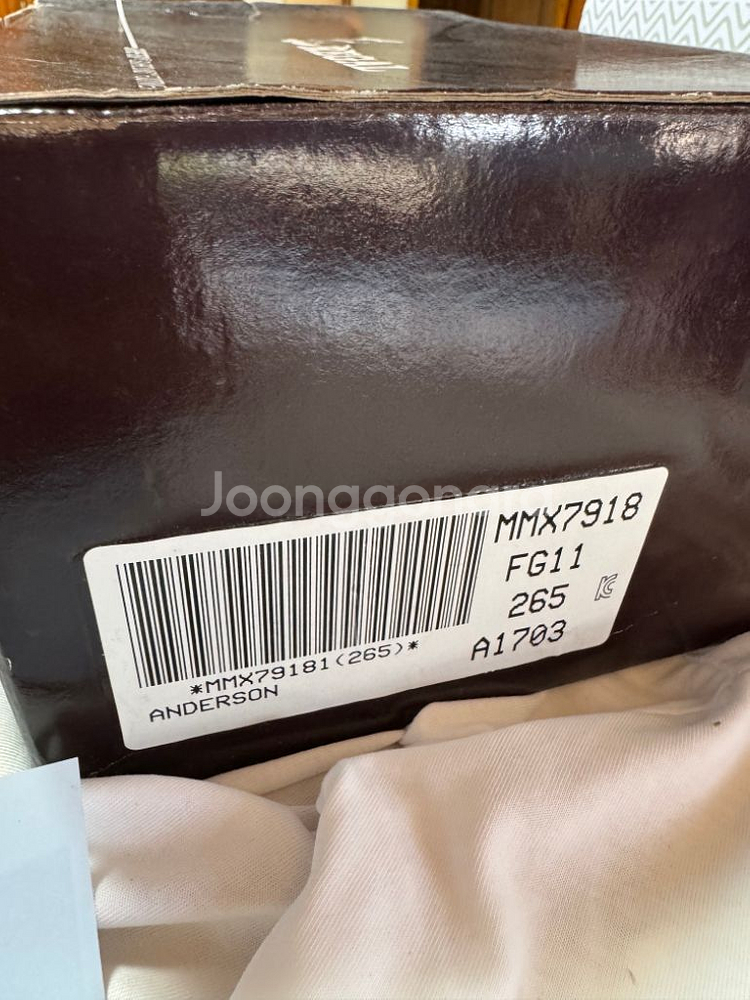 Joonggonara
MMX7918
FG11
265
A1703
*MMX79181(265)*
ANDERSON